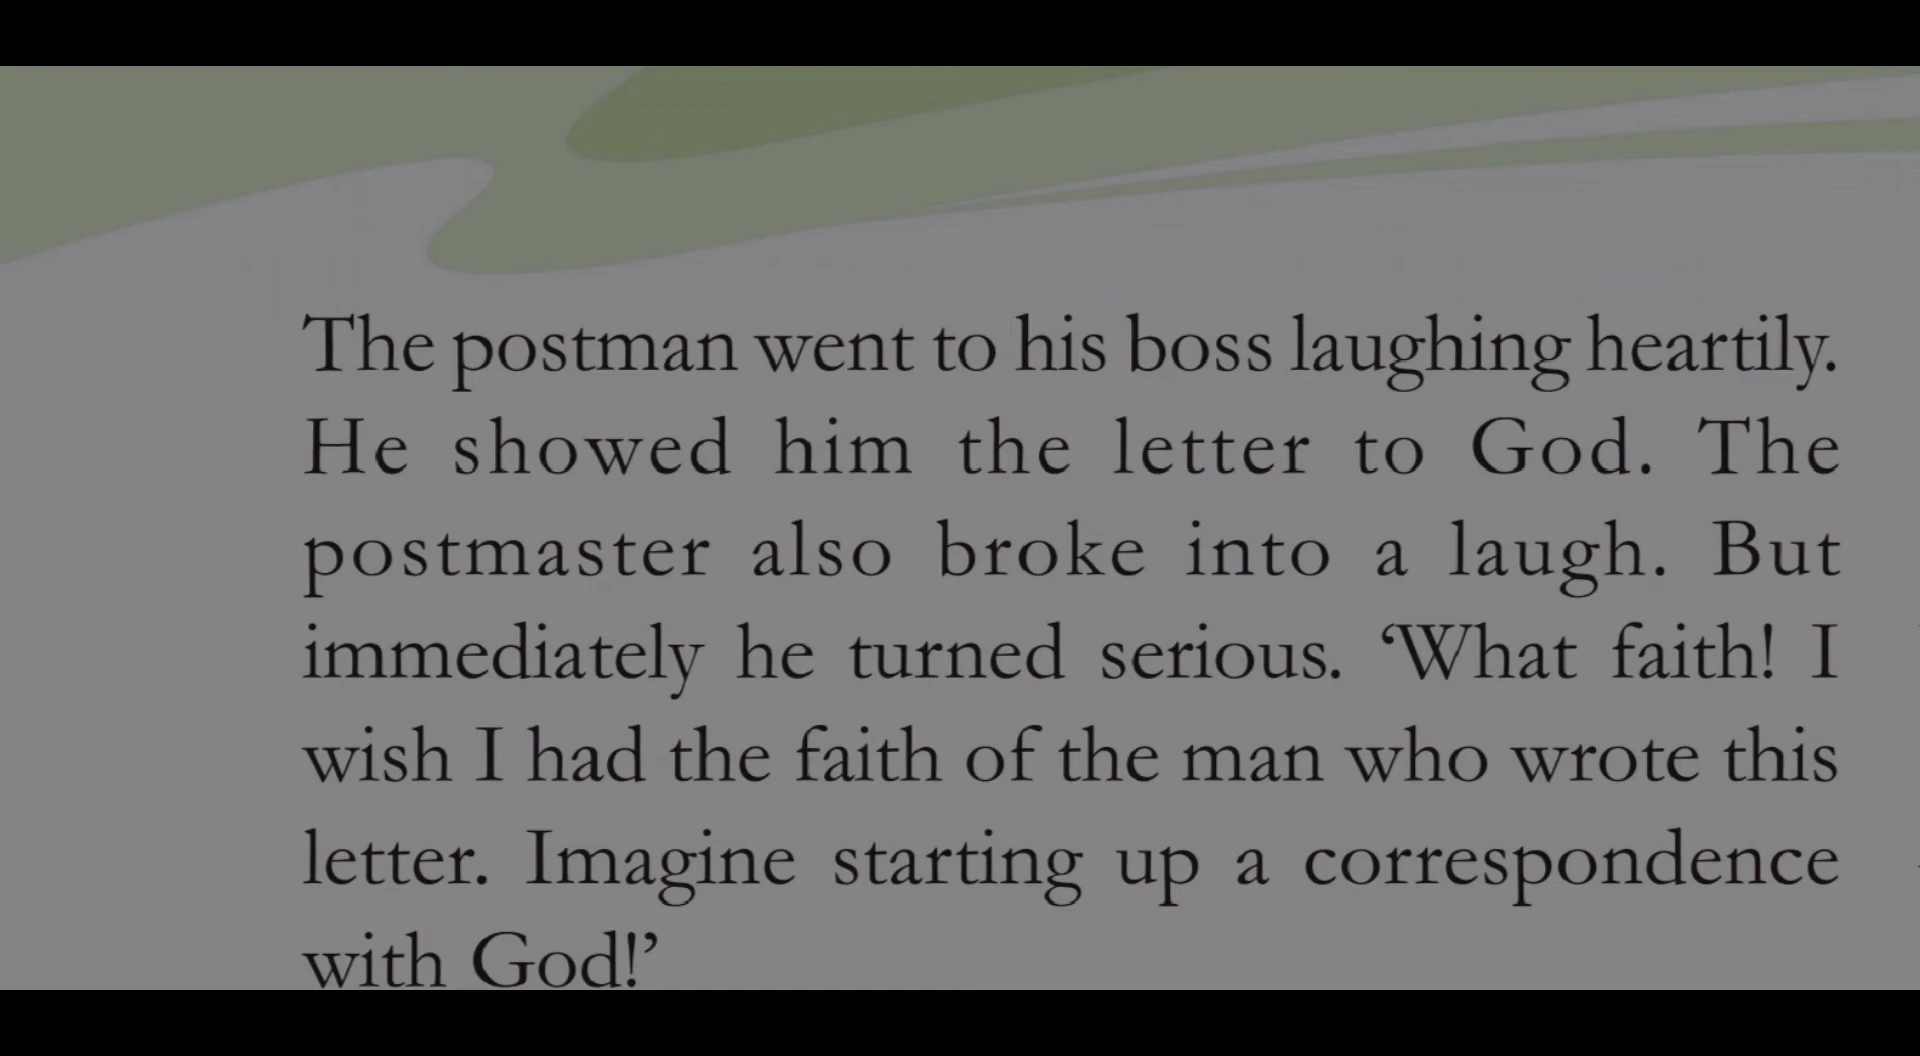 The postman went to his boss laughing heartily.
He showed him the letter to God. The
postmaster also broke into a laugh. But
immediately he turned serious. ‘What faith! I
wish I had the faith of the man who wrote this
letter. Imagine starting up a correspondence
with God!’